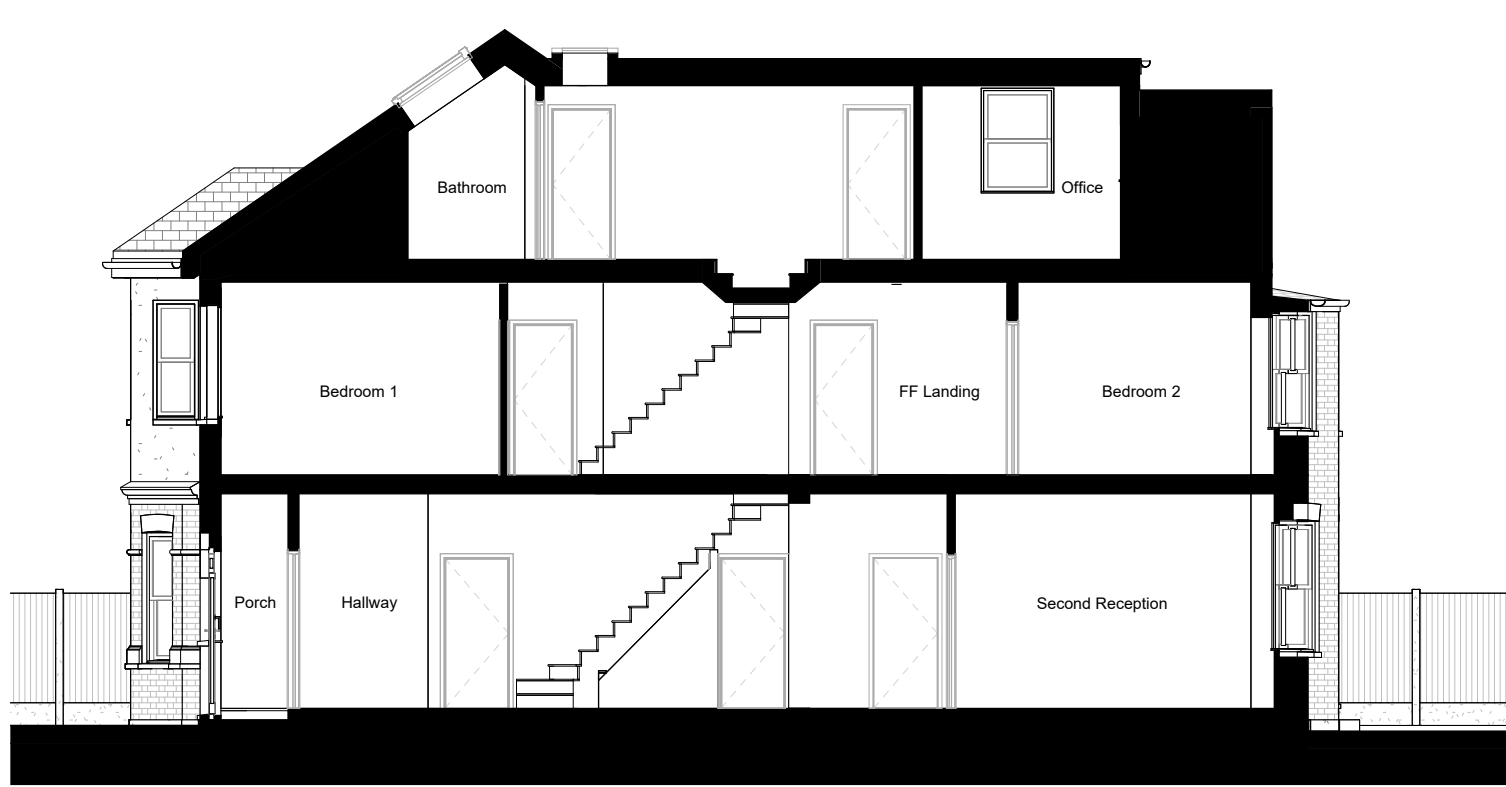 Bathroom
Office
Bedroom 1
FF Landing
Bedroom 2
Porch
Hallway
Second Reception